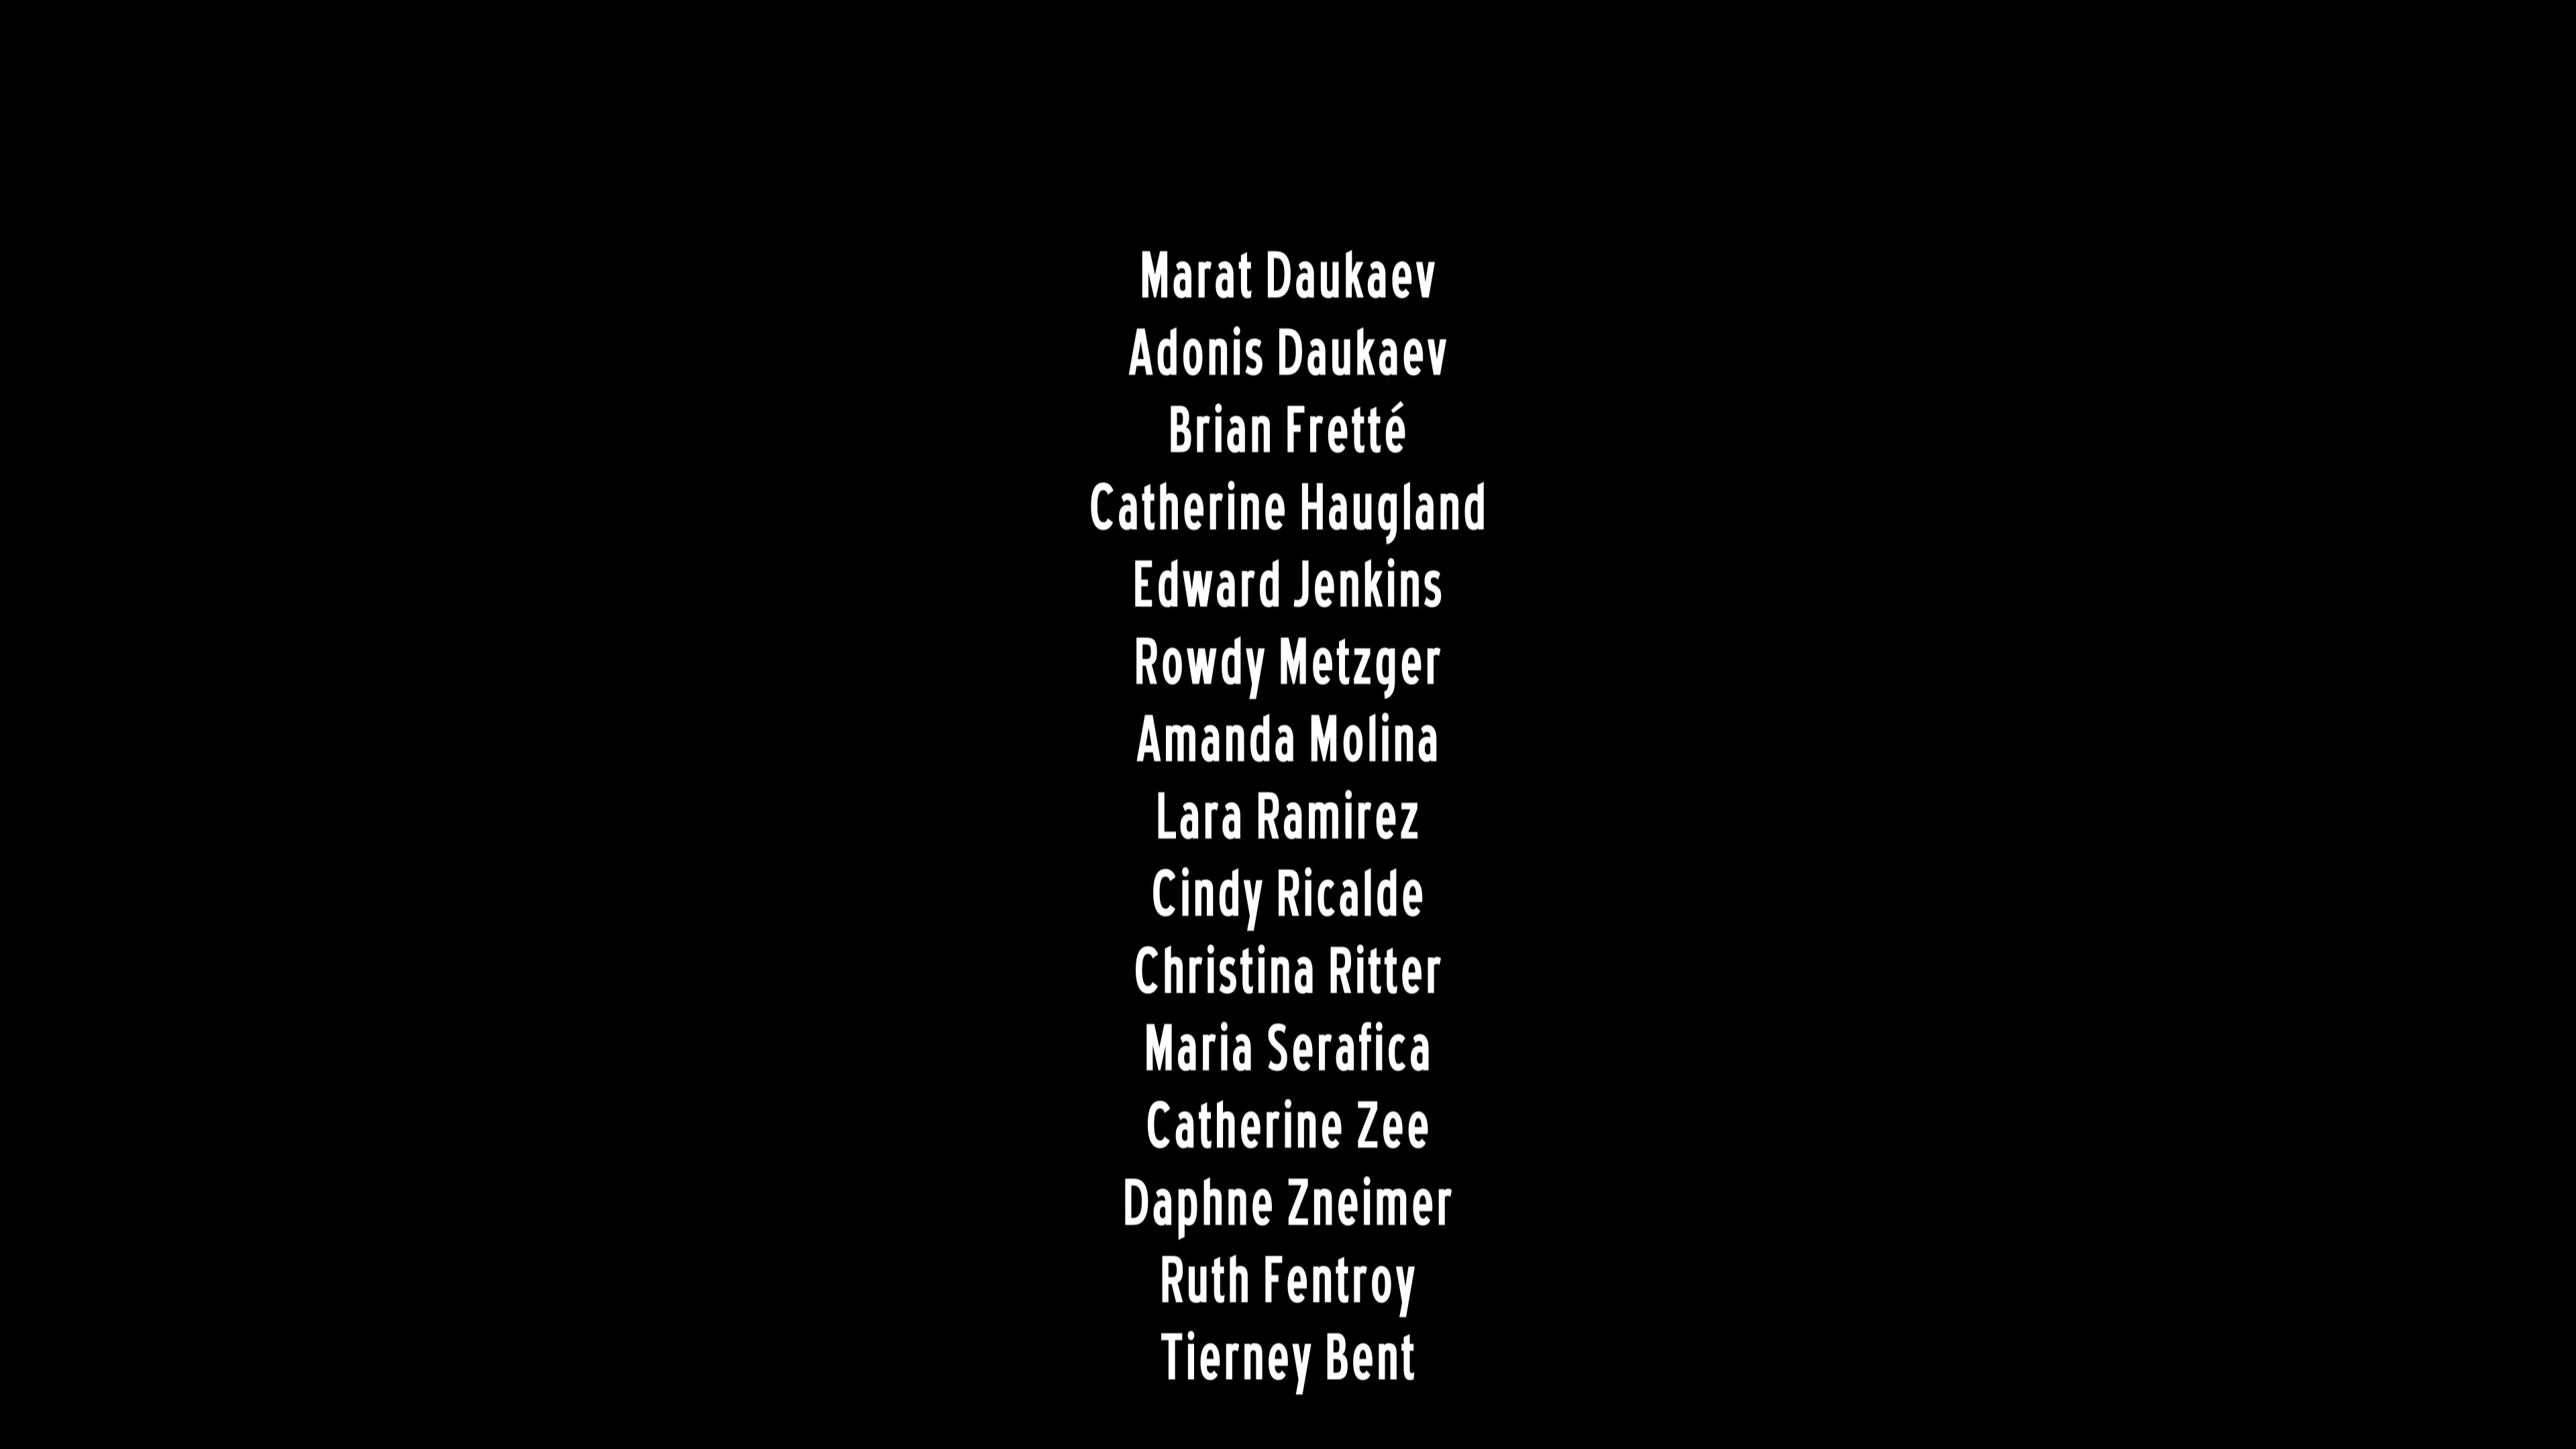 Marat Daukaev
Adonis Daukaev
Brian Fretté
Catherine Haugland
Edward Jenkins
Rowdy Metzger
Amanda Molina
Lara Ramirez
Cindy Ricalde
Christina Ritter
Maria Serafica
Catherine Zee
Daphne Zneimer
Ruth Fentroy
Tierney Bent